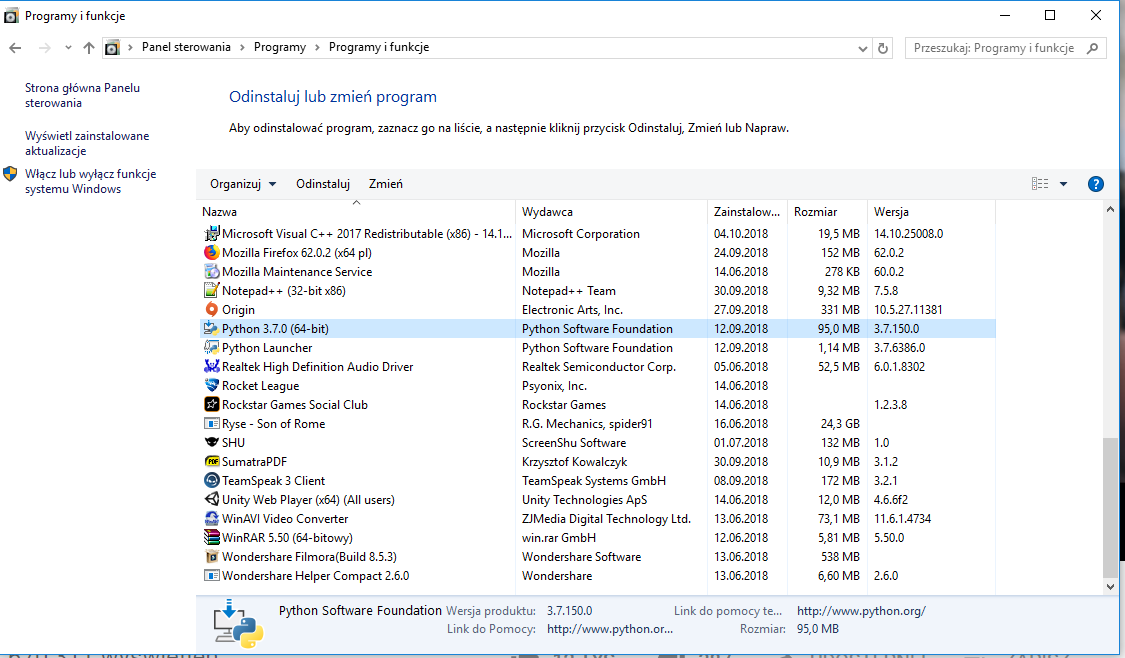 Programy i funkcje
Panel sterowania > Programy > Programy i funkcje
Przeszukaj: Programy i funkcje
Strona główna Panelu
sterowania
Wyświetl zainstalowane
aktualizacje
Włącz lub wyłącz funkcje
systemu Windows
Odinstaluj lub zmień program
Aby odinstalować program, zaznacz go na liście, a następnie kliknij przycisk Odinstaluj, Zmień lub Napraw.
Organizuj Odinstaluj Zmień ?
Nazwa Wydawca Zainstalow... Rozmiar Wersja
Microsoft Visual C++ 2017 Redistributable (x86) - 14.1... Microsoft Corporation 04.10.2018 19,5 MB 14.10.25008.0
Mozilla Firefox 62.0.2 (x64 pl) Mozilla 24.09.2018 152 MB 62.0.2
Mozilla Maintenance Service Mozilla 14.06.2018 278 KB 60.0.2
Notepad++ (32-bit x86) Notepad++ Team 30.09.2018 9,32 MB 7.5.8
Origin Electronic Arts, Inc. 27.09.2018 331 MB 10.5.27.11381
Python 3.7.0 (64-bit) Python Software Foundation 12.09.2018 95,0 MB 3.7.150.0
Python Launcher Python Software Foundation 12.09.2018 1,14 MB 3.7.6386.0
Realtek High Definition Audio Driver Realtek Semiconductor Corp. 05.06.2018 52,5 MB 6.0.1.8302
Rocket League Psyonix, Inc. 14.06.2018
Rockstar Games Social Club Rockstar Games 14.06.2018 1.2.3.8
Ryse - Son of Rome R.G. Mechanics, spider91 16.06.2018 24,3 GB
SHU ScreenShu Software 01.07.2018 132 MB 1.0
PDF SumatraPDF Krzysztof Kowalczyk 30.09.2018 10,9 MB 3.1.2
TeamSpeak 3 Client TeamSpeak Systems GmbH 08.09.2018 172 MB 3.2.1
Unity Web Player (x64) (All users) Unity Technologies ApS 14.06.2018 12,0 MB 4.6.6f2
WinAVI Video Converter ZJMedia Digital Technology Ltd. 13.06.2018 73,1 MB 11.6.1.4734
WinRAR 5.50 (64-bitowy) win.rar GmbH 12.06.2018 5,81 MB 5.50.0
Wondershare Filmora(Build 8.5.3) Wondershare Software 13.06.2018 538 MB
Wondershare Helper Compact 2.6.0 Wondershare 13.06.2018 6,60 MB 2.6.0
Python Software Foundation Wersja produktu: 3.7.150.0 Link do pomocy te... http://www.python.org/
Link do Pomocy: http://www.python.or... Rozmiar: 95,0 MB